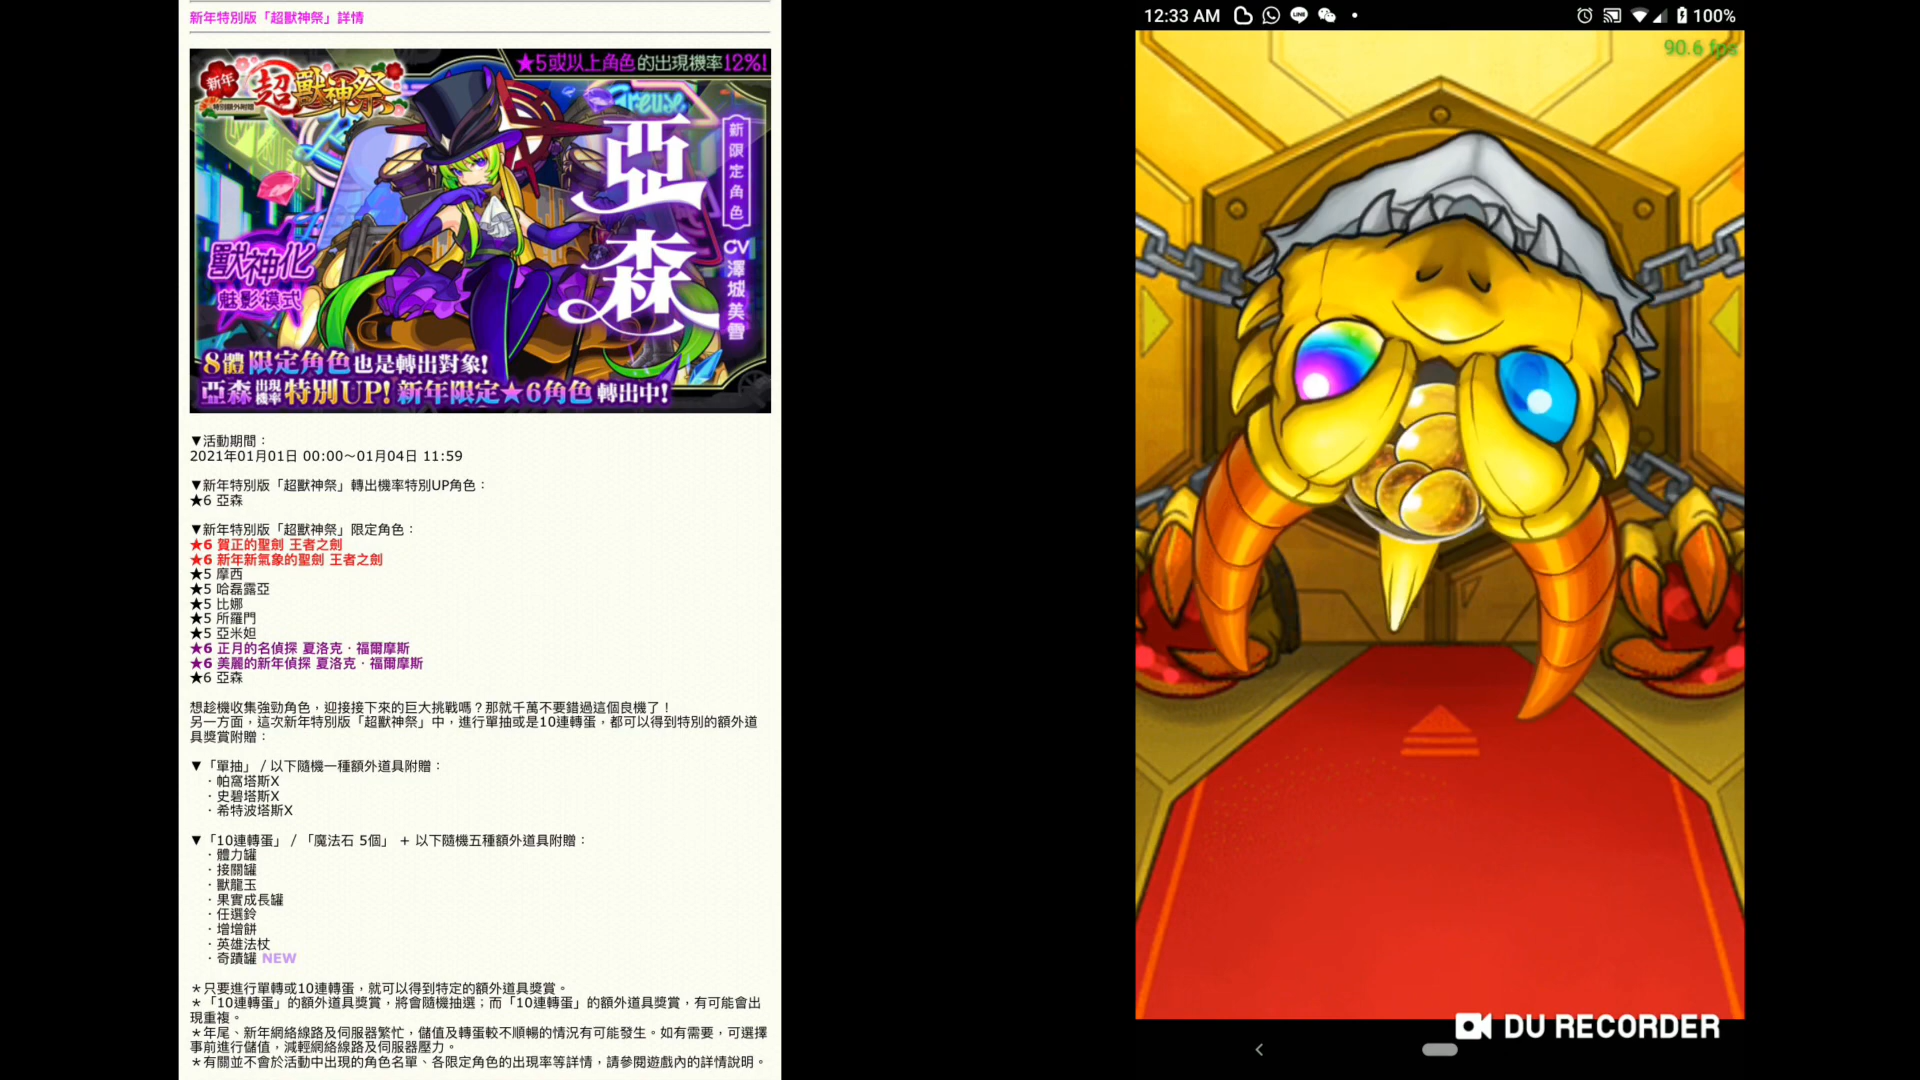 新年特別版「超獸神祭」詳情
★5或以上角色的出現機率12%!
新年
超獸神祭
特別額外附贈
Greuse
亞森
新限定角色
CV 澤城美雪
獸神化
魅影模式
8體限定角色也是轉出對象!
亞森出現機率特別UP! 新年限定★6角色轉出中!
▼活動期間：
2021年01月01日 00:00～01月04日 11:59
▼新年特別版「超獸神祭」轉出機率特別UP角色：
★6 亞森
▼新年特別版「超獸神祭」限定角色：
★6 賀正的聖劍 王者之劍
★6 新年新氣象的聖劍 王者之劍
★5 摩西
★5 哈磊露亞
★5 比娜
★5 所羅門
★5 亞米妲
★6 正月的名偵探 夏洛克．福爾摩斯
★6 美麗的新年偵探 夏洛克．福爾摩斯
★6 亞森
想趁機收集強勁角色，迎接接下來的巨大挑戰嗎？那就千萬不要錯過這個良機了！
另一方面，這次新年特別版「超獸神祭」中，進行單抽或是10連轉蛋，都可以得到特別的額外道
具獎賞附贈：
▼「單抽」 / 以下隨機一種額外道具附贈：
．帕窩塔斯X
．史碧塔斯X
．希特波塔斯X
▼「10連轉蛋」 / 「魔法石 5個」 + 以下隨機五種額外道具附贈：
．體力罐
．接關罐
．獸龍玉
．果實成長罐
．任選鈴
．增增餅
．英雄法杖
．奇蹟罐 NEW
＊只要進行單轉或10連轉蛋，就可以得到特定的額外道具獎賞。
＊「10連轉蛋」的額外道具獎賞，將會隨機抽選；而「10連轉蛋」的額外道具獎賞，有可能會出
現重複。
＊年尾、新年網絡線路及伺服器繁忙，儲值及轉蛋較不順暢的情況有可能發生。如有需要，可選擇
事前進行儲值，減輕網絡線路及伺服器壓力。
＊有關並不會於活動中出現的角色名單、各限定角色的出現率等詳情，請參閱遊戲內的詳情說明。
12:33 AM
LINE
100%
90.6 fps
DU RECORDER